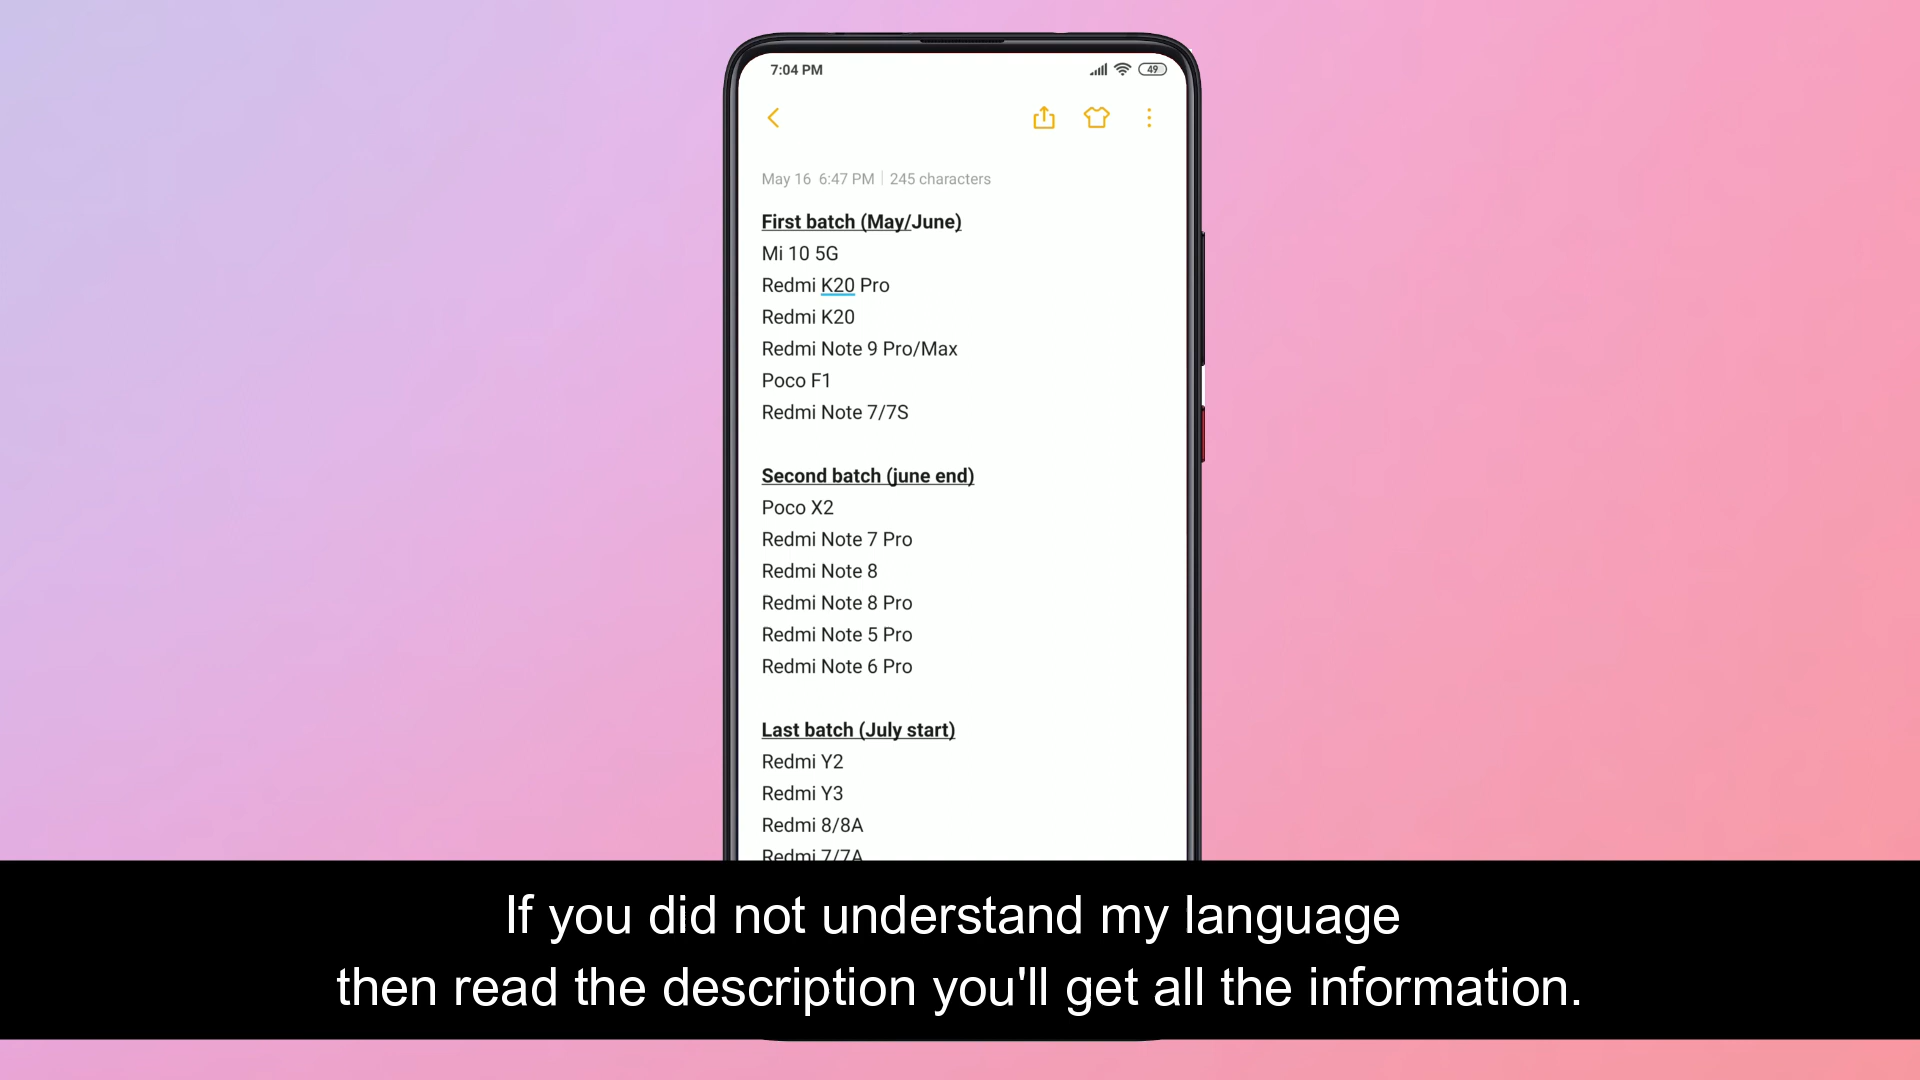 7:04 PM
49
May 16 6:47 PM | 245 characters
First batch (May/June)
Mi 10 5G
Redmi K20 Pro
Redmi K20
Redmi Note 9 Pro/Max
Poco F1
Redmi Note 7/7S
Second batch (june end)
Poco X2
Redmi Note 7 Pro
Redmi Note 8
Redmi Note 8 Pro
Redmi Note 5 Pro
Redmi Note 6 Pro
Last batch (July start)
Redmi Y2
Redmi Y3
Redmi 8/8A
Redmi 7/7A
If you did not understand my language
then read the description you'll get all the information.